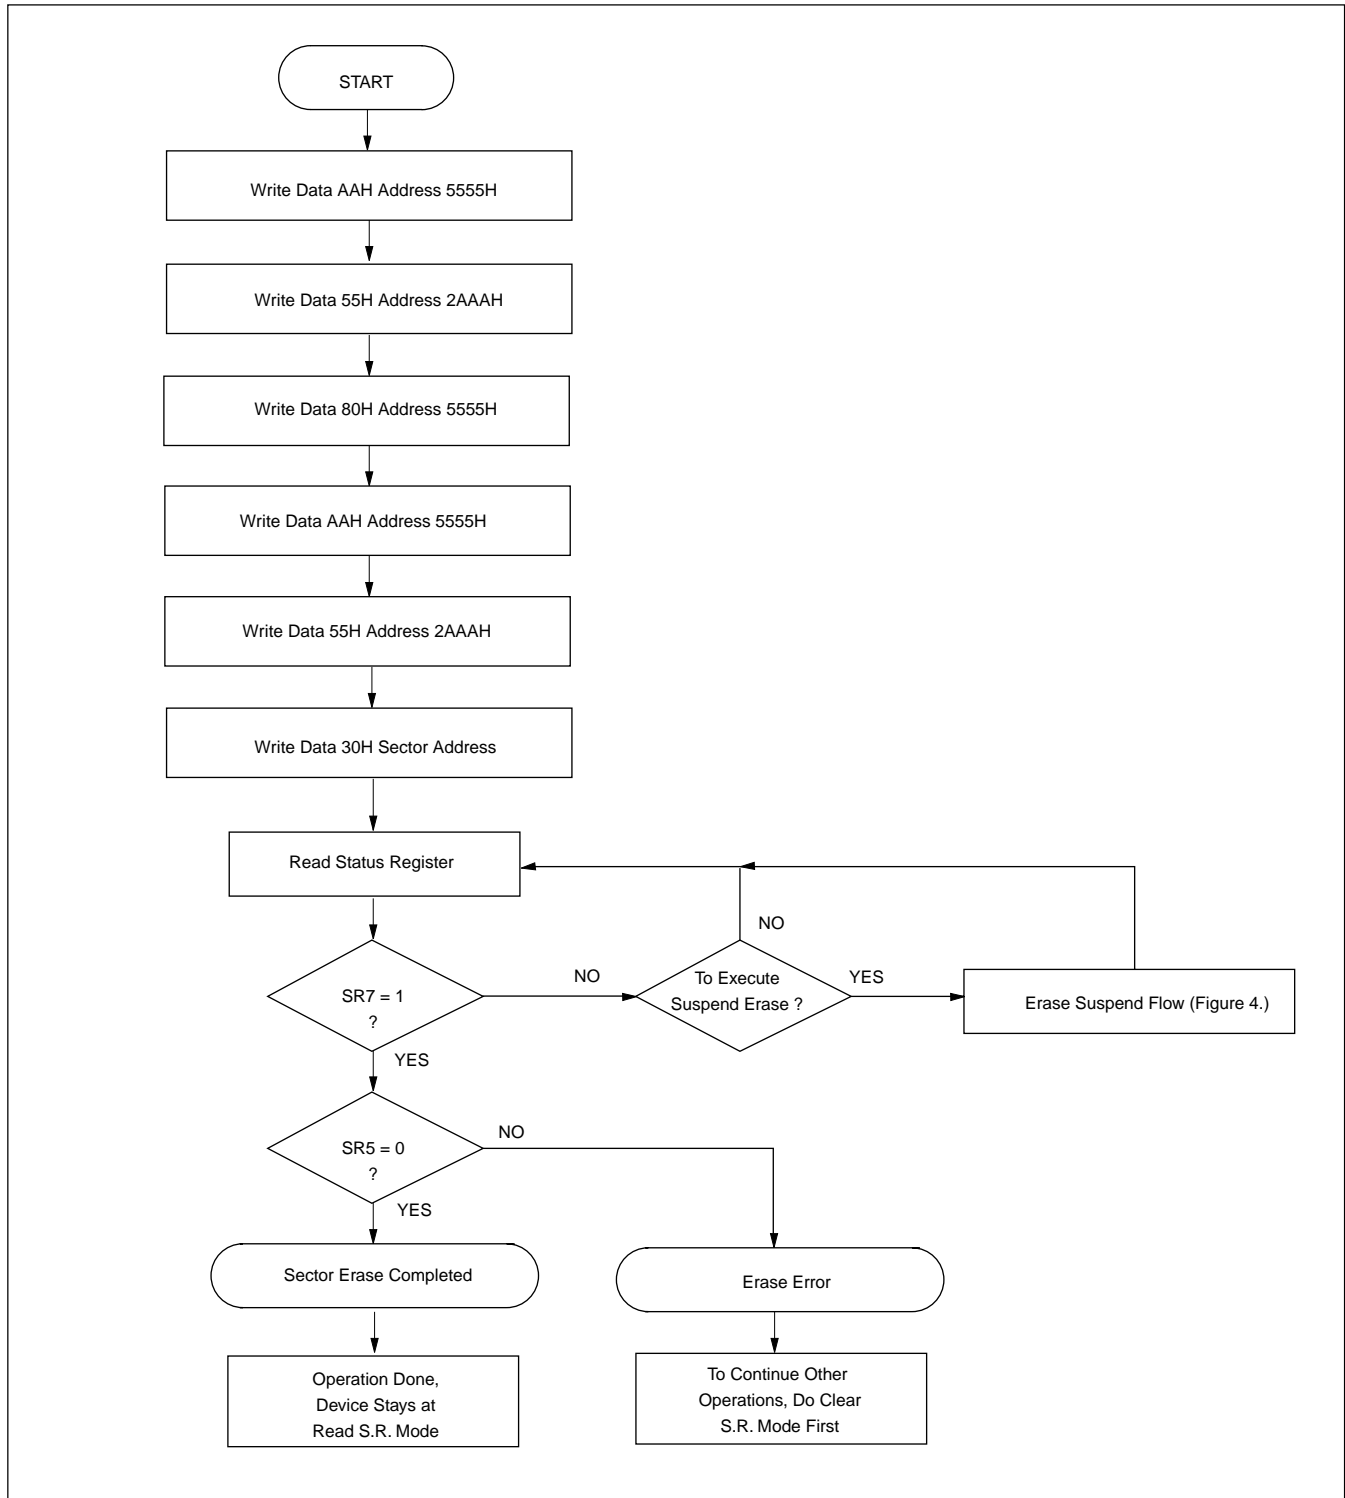 START
Write Data AAH Address 5555H
Write Data 55H Address 2AAAH
Write Data 80H Address 5555H
Write Data AAH Address 5555H
Write Data 55H Address 2AAAH
Write Data 30H Sector Address
Read Status Register
NO
SR7 = 1
?
NO
To Execute
Suspend Erase ?
YES
Erase Suspend Flow (Figure 4.)
YES
SR5 = 0
?
NO
YES
Sector Erase Completed
Erase Error
Operation Done,
Device Stays at
Read S.R. Mode
To Continue Other
Operations, Do Clear
S.R. Mode First